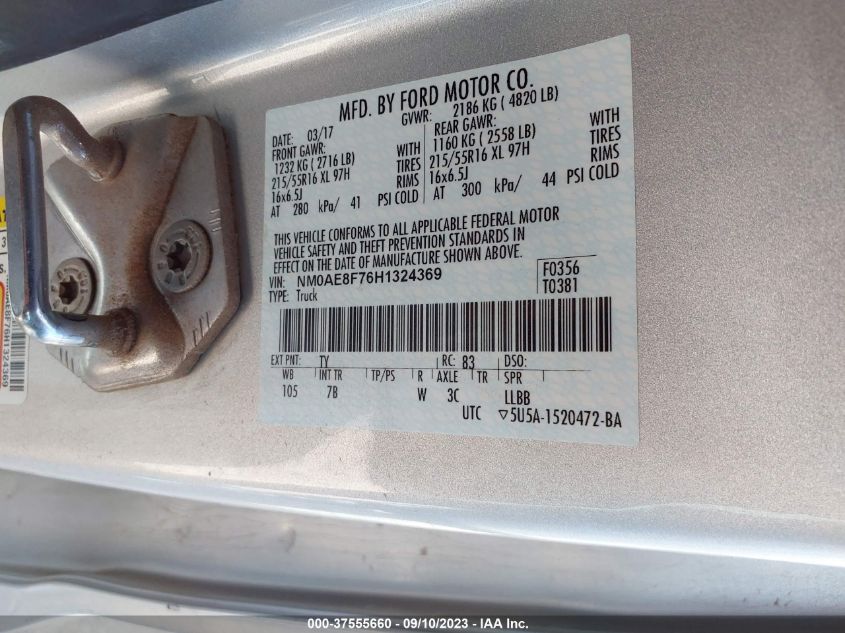 MFD. BY FORD MOTOR CO.
DATE: 03/17 GVWR: 2186 KG ( 4820 LB)
FRONT GAWR: REAR GAWR:
1232 KG (2716 LB) WITH 1160 KG (2558 LB) WITH
215/55R16 XL 97H TIRES 215/55R16 XL 97H TIRES
16x6.5J RIMS 16x6.5J RIMS
AT 280 kPa/ 41 PSI COLD AT 300 kPa/ 44 PSI COLD
THIS VEHICLE CONFORMS TO ALL APPLICABLE FEDERAL MOTOR
VEHICLE SAFETY AND THEFT PREVENTION STANDARDS IN
EFFECT ON THE DATE OF MANUFACTURE SHOWN ABOVE.
VIN: NM0AE8F76H1324369 F0356
TYPE: Truck T0381
EXT PNT: TY RC: 83 DSO:
WB INT TR TP/PS R AXLE TR SPR
105 7B W 3C LLBB
UTC ▽5U5A-1520472-BA
000-37555660 - 09/10/2023 - IAA Inc.